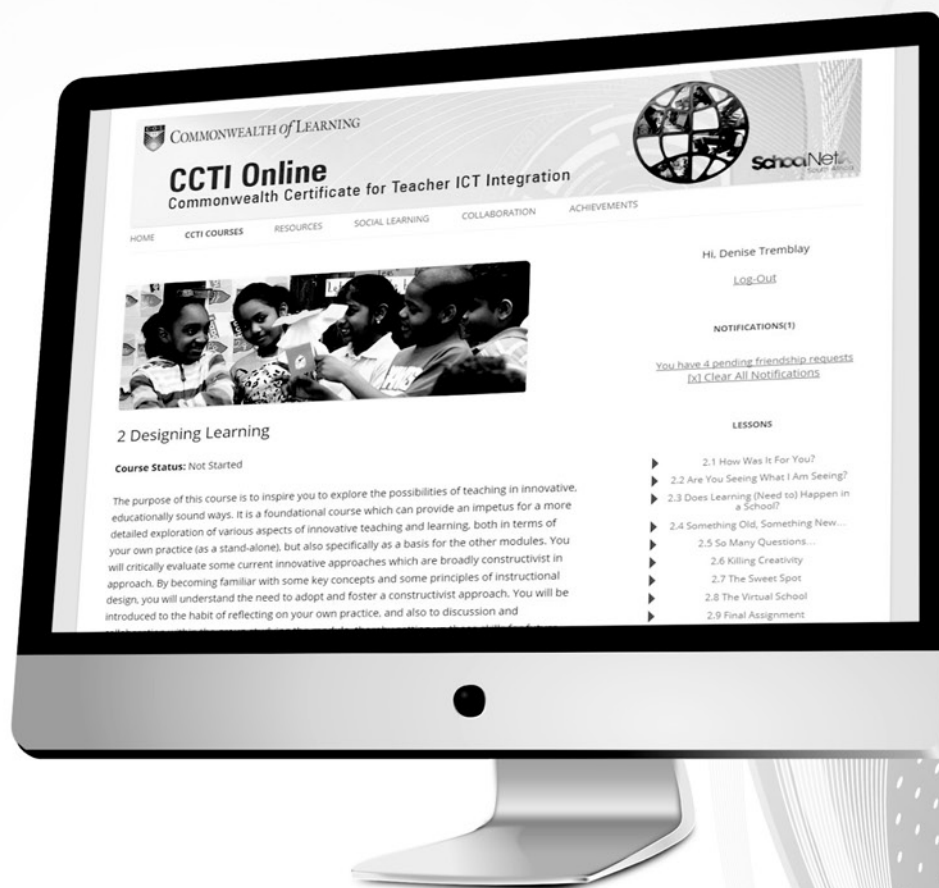 COL
COMMONWEALTH of LEARNING
CCTI Online
Commonwealth Certificate for Teacher ICT Integration
SchoolNet
South Africa
HOME CCTI COURSES RESOURCES SOCIAL LEARNING COLLABORATION ACHIEVEMENTS
2 Designing Learning
Course Status: Not Started
The purpose of this course is to inspire you to explore the possibilities of teaching in innovative,
educationally sound ways. It is a foundational course which can provide an impetus for a more
detailed exploration of various aspects of innovative teaching and learning, both in terms of
your own practice (as a stand-alone), but also specifically as a basis for the other modules. You
will critically evaluate some current innovative approaches which are broadly constructivist in
approach. By becoming familiar with some key concepts and some principles of instructional
design, you will understand the need to adopt and foster a constructivist approach. You will be
introduced to the habit of reflecting on your own practice, and also to discussion and
Hi, Denise Tremblay
Log-Out
NOTIFICATIONS(1)
You have 4 pending friendship requests
[x] Clear All Notifications
LESSONS
2.1 How Was It For You?
2.2 Are You Seeing What I Am Seeing?
2.3 Does Learning (Need to) Happen in
a School?
2.4 Something Old, Something New...
2.5 So Many Questions...
2.6 Killing Creativity
2.7 The Sweet Spot
2.8 The Virtual School
2.9 Final Assignment